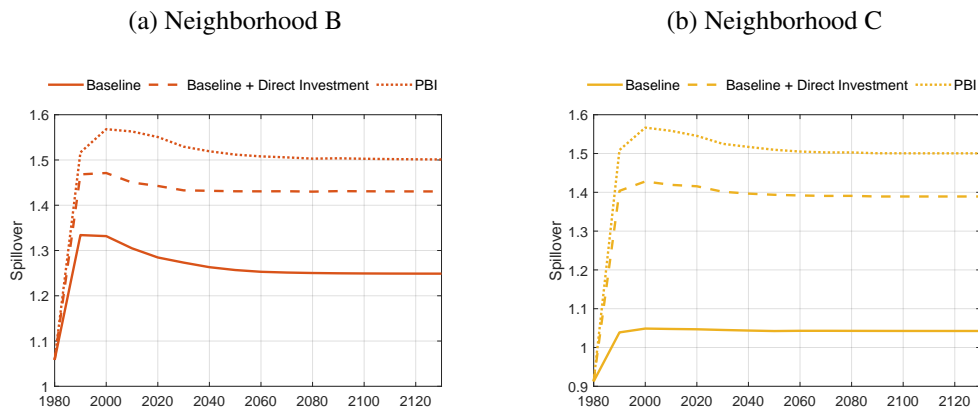 (a) Neighborhood B
Baseline Baseline + Direct Investment PBI
1.6
1.5
1.4
1.3
1.2
1.1
1
Spillover
1980 2000 2020 2040 2060 2080 2100 2120
(b) Neighborhood C
Baseline Baseline + Direct Investment PBI
1.6
1.5
1.4
1.3
1.2
1.1
1
0.9
Spillover
1980 2000 2020 2040 2060 2080 2100 2120